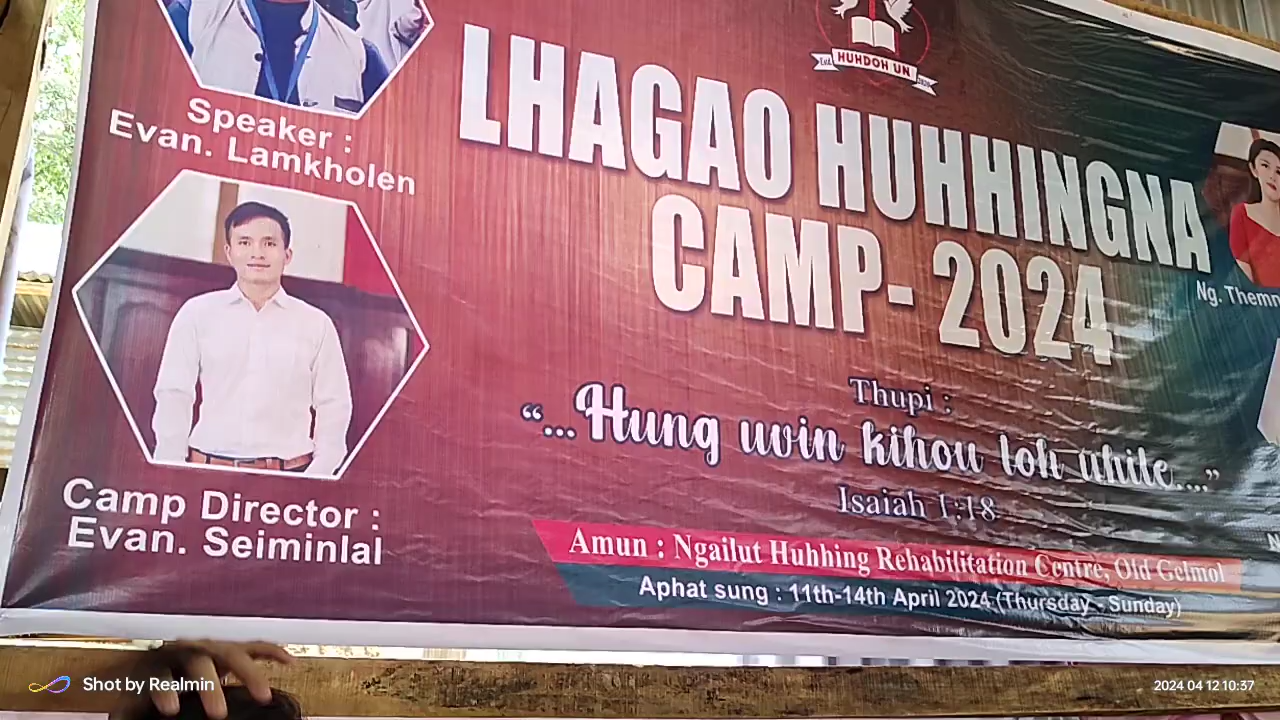 HUHDOH UN
LHAGAO HUHHINGNA
CAMP- 2024
Speaker :
Evan. Lamkholen
Camp Director :
Evan. Seiminlal
Thupi :
“...Hung uvin kihou toh uhite...”
Isaiah 1:18
Amun : Ngailut Huhhing Rehabilitation Centre, Old Gelmol
Aphat sung : 11th-14th April 2024 (Thursday - Sunday)
Ng.
Shot by Realmin
2024 04 12 10:37